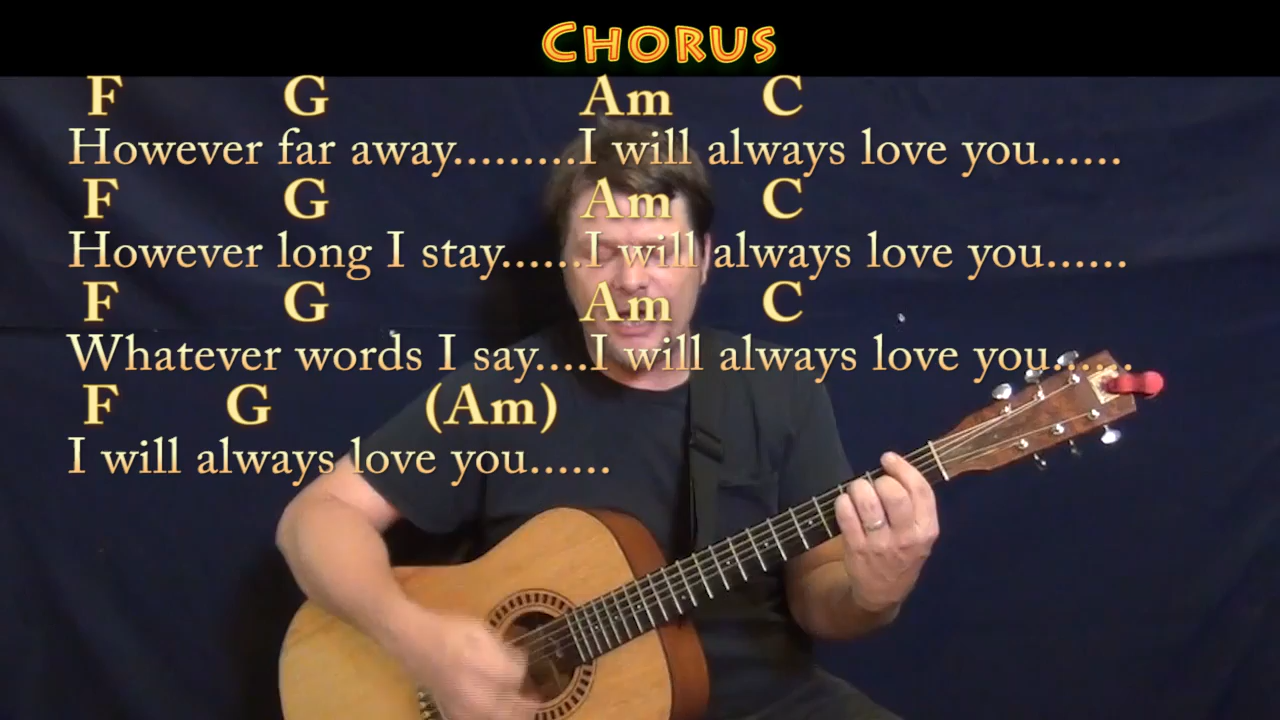 CHORUS
F G Am C
However far away.........I will always love you......
F G Am C
However long I stay......I will always love you......
F G Am C
Whatever words I say....I will always love you......
F G (Am)
I will always love you......